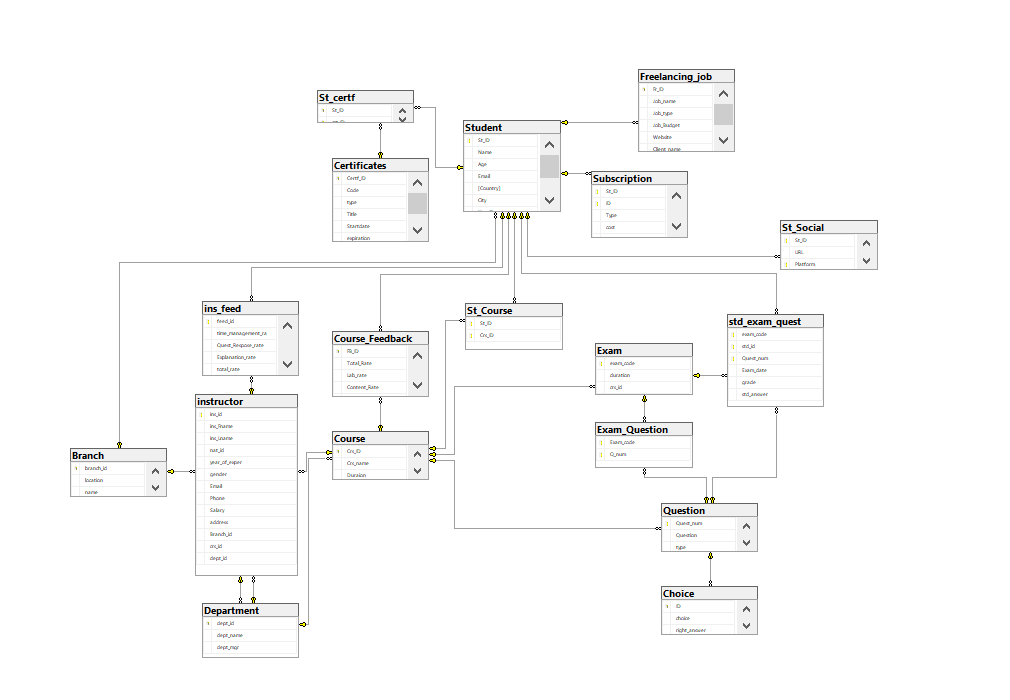 Freelancing_job
Fr_ID
Job_name
Job_type
Job_Budget
Website
Client_name
St_certf
St_ID
Student
St_ID
Name
Age
Email
[Country]
City
Certificates
Certf_ID
Code
type
Title
Startdate
expiration
Subscription
St_ID
ID
Type
cost
St_Social
St_ID
URL
Platform
ins_feed
feed_id
time_management_ra
Quest_Respose_rate
Explanation_rate
total_rate
St_Course
St_ID
Crs_ID
std_exam_quest
exam_code
std_id
Quest_num
Exam_date
grade
std_answer
Course_Feedback
FB_ID
Total_Rate
Lab_rate
Content_Rate
Exam
exam_code
duration
crs_id
instructor
ins_id
ins_Fname
ins_Lname
nat_id
year_of_exper
gender
Email
Phone
Salary
address
Branch_id
crs_id
dept_id
Exam_Question
Exam_code
Q_num
Course
Crs_ID
Crs_name
Duration
Branch
branch_id
location
name
Question
Quest_num
Question
type
Choice
ID
choice
right_answer
Department
dept_id
dept_name
dept_mgr